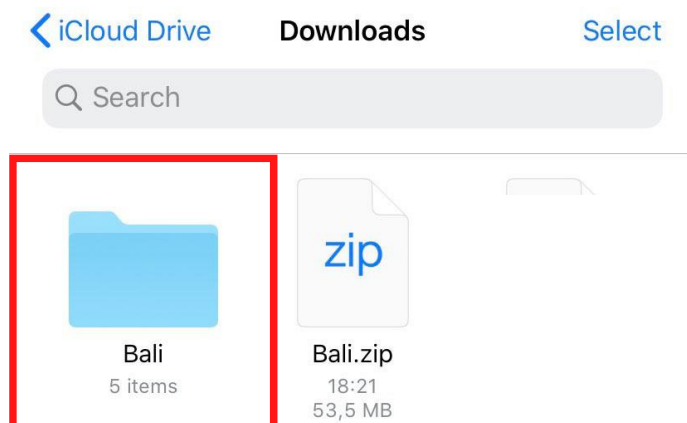 iCloud Drive Downloads Select
Search
zip
Bali Bali.zip
5 items 18:21
53,5 MB